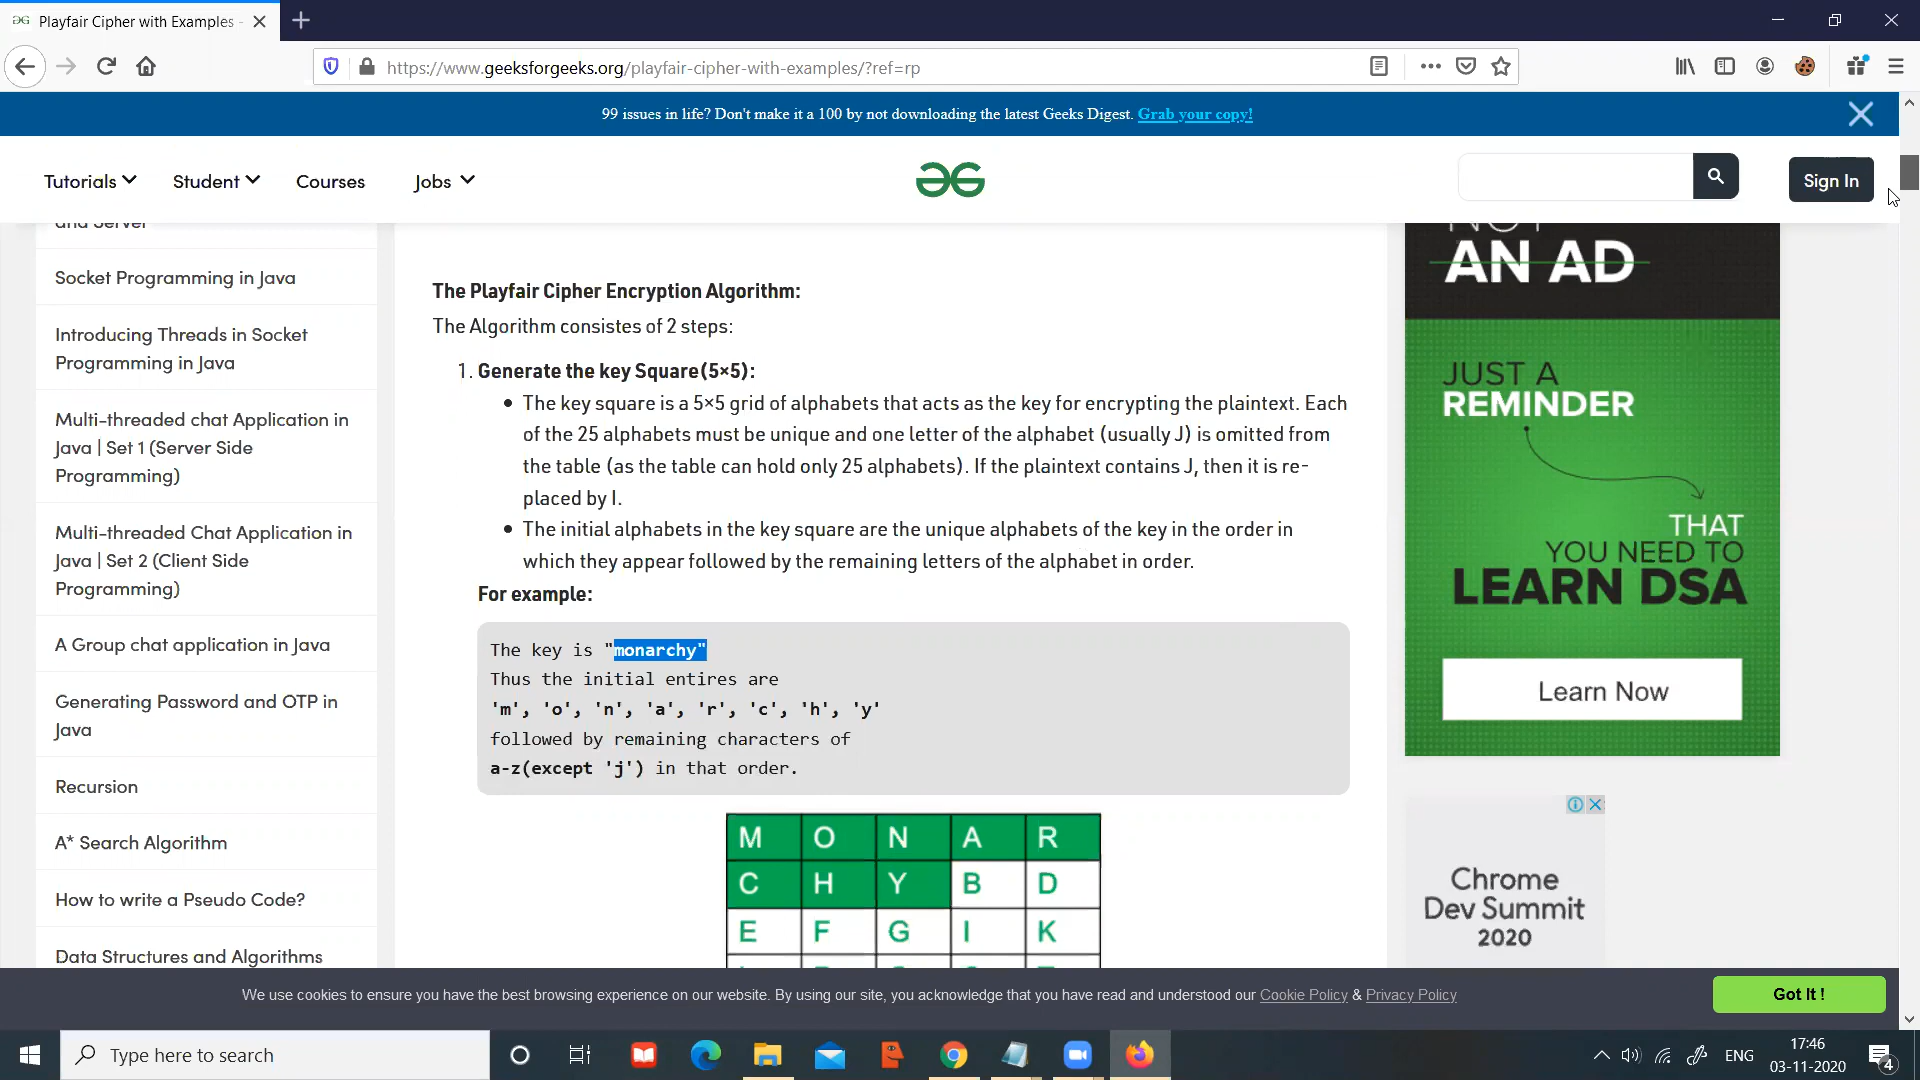 Playfair Cipher with Examples -
https://www.geeksforgeeks.org/playfair-cipher-with-examples/?ref=rp
99 issues in life? Don't make it a 100 by not downloading the latest Geeks Digest. Grab your copy!
Tutorials
Student
Courses
Jobs
Sign In
and Server
Socket Programming in Java
Introducing Threads in Socket
Programming in Java
Multi-threaded chat Application in
Java | Set 1 (Server Side
Programming)
Multi-threaded Chat Application in
Java | Set 2 (Client Side
Programming)
A Group chat application in Java
Generating Password and OTP in
Java
Recursion
A* Search Algorithm
How to write a Pseudo Code?
Data Structures and Algorithms
The Playfair Cipher Encryption Algorithm:
The Algorithm consistes of 2 steps:
1. Generate the key Square(5×5):
• The key square is a 5×5 grid of alphabets that acts as the key for encrypting the plaintext. Each
of the 25 alphabets must be unique and one letter of the alphabet (usually J) is omitted from
the table (as the table can hold only 25 alphabets). If the plaintext contains J, then it is re-
placed by I.
• The initial alphabets in the key square are the unique alphabets of the key in the order in
which they appear followed by the remaining letters of the alphabet in order.
For example:
The key is "monarchy"
Thus the initial entires are
'm', 'o', 'n', 'a', 'r', 'c', 'h', 'y'
followed by remaining characters of
a-z(except 'j') in that order.
M O N A R
C H Y B D
E F G I K
NOT
AN AD
JUST A
REMINDER
THAT
YOU NEED TO
LEARN DSA
Learn Now
Chrome
Dev Summit
2020
We use cookies to ensure you have the best browsing experience on our website. By using our site, you acknowledge that you have read and understood our Cookie Policy & Privacy Policy
Got It !
Type here to search
ENG
17:46
03-11-2020
4